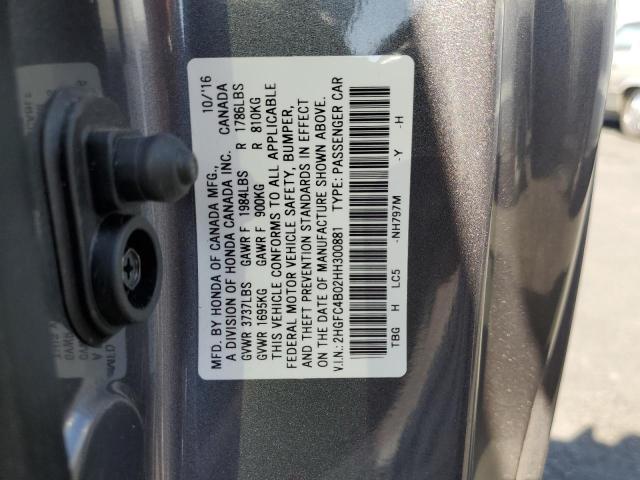 MFD. BY HONDA OF CANADA MFG., 10/'16
A DIVISION OF HONDA CANADA INC. CANADA
GVWR 3737LBS GAWR F 1984LBS R 1786LBS
GVWR 1695KG GAWR F 900KG R 810KG
THIS VEHICLE CONFORMS TO ALL APPLICABLE
FEDERAL MOTOR VEHICLE SAFETY, BUMPER,
AND THEFT PREVENTION STANDARDS IN EFFECT
ON THE DATE OF MANUFACTURE SHOWN ABOVE.
V.I.N.: 2HGFC4B02HH300881 TYPE: PASSENGER CAR
TBG H LC5 -NH797M -Y -H